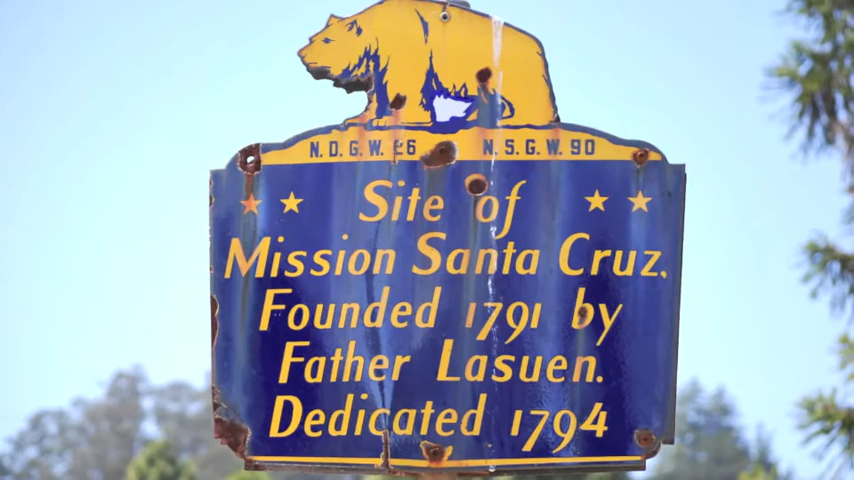 N.D.G.W. 26 N.S.G.W. 90
Site of
Mission Santa Cruz.
Founded 1791 by
Father Lasuen.
Dedicated 1794